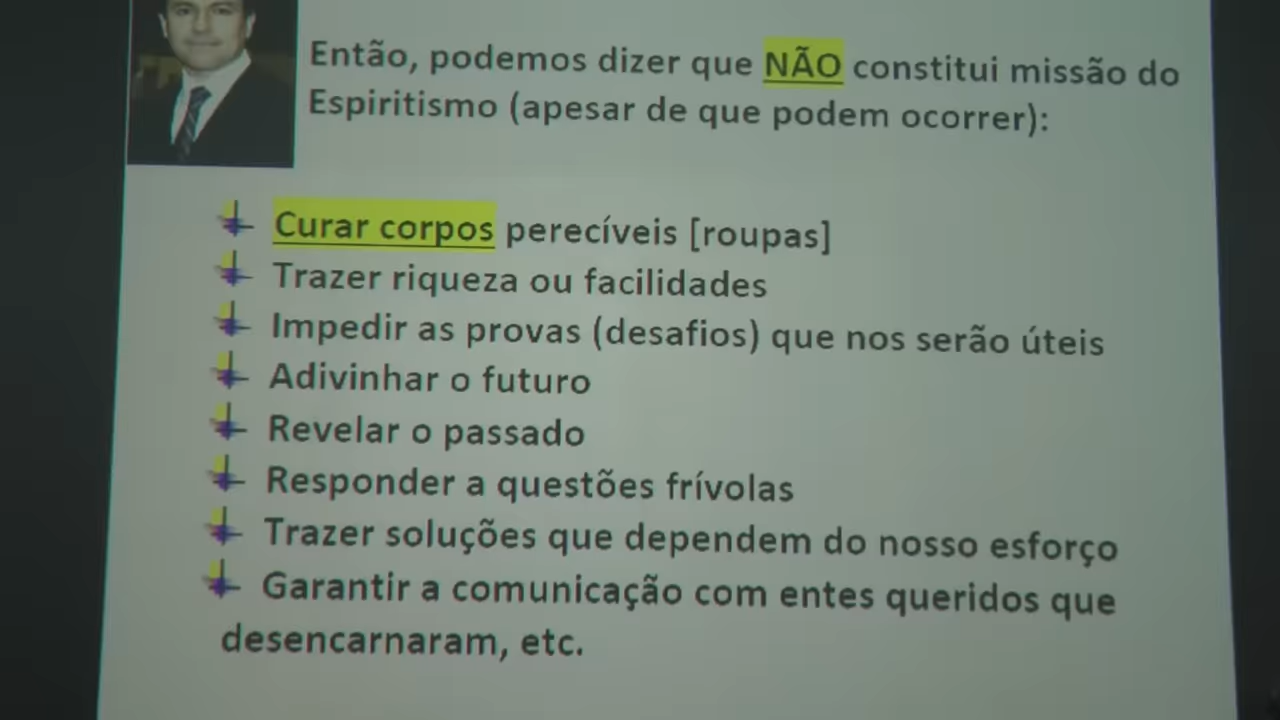 Então, podemos dizer que NÃO constitui missão do
Espiritismo (apesar de que podem ocorrer):
Curar corpos perecíveis [roupas]
Trazer riqueza ou facilidades
Impedir as provas (desafios) que nos serão úteis
Adivinhar o futuro
Revelar o passado
Responder a questões frívolas
Trazer soluções que dependem do nosso esforço
Garantir a comunicação com entes queridos que
desencarnaram, etc.